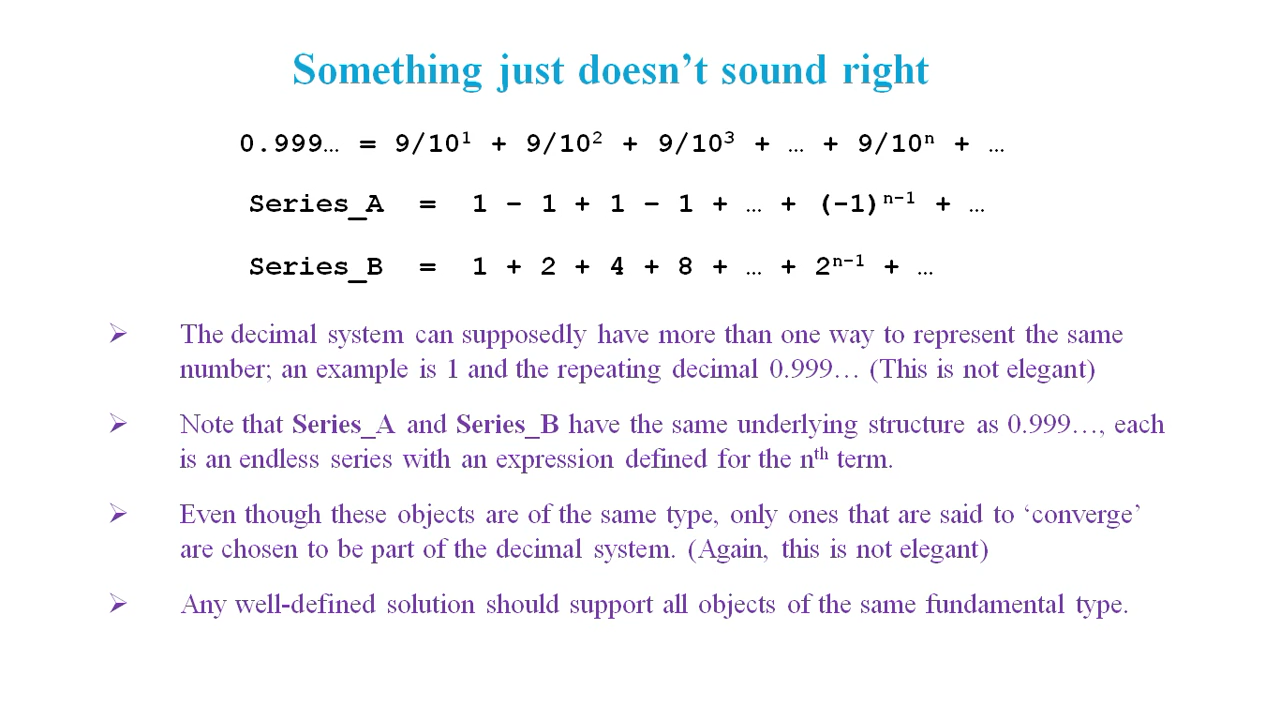 Something just doesn’t sound right
0.999… = 9/10¹ + 9/10² + 9/10³ + … + 9/10ⁿ + …
Series_A = 1 – 1 + 1 – 1 + … + (–1)ⁿ⁻¹ + …
Series_B = 1 + 2 + 4 + 8 + … + 2ⁿ⁻¹ + …
➢ The decimal system can supposedly have more than one way to represent the same
number; an example is 1 and the repeating decimal 0.999… (This is not elegant)
➢ Note that Series_A and Series_B have the same underlying structure as 0.999…, each
is an endless series with an expression defined for the nᵗʰ term.
➢ Even though these objects are of the same type, only ones that are said to ‘converge’
are chosen to be part of the decimal system. (Again, this is not elegant)
➢ Any well-defined solution should support all objects of the same fundamental type.